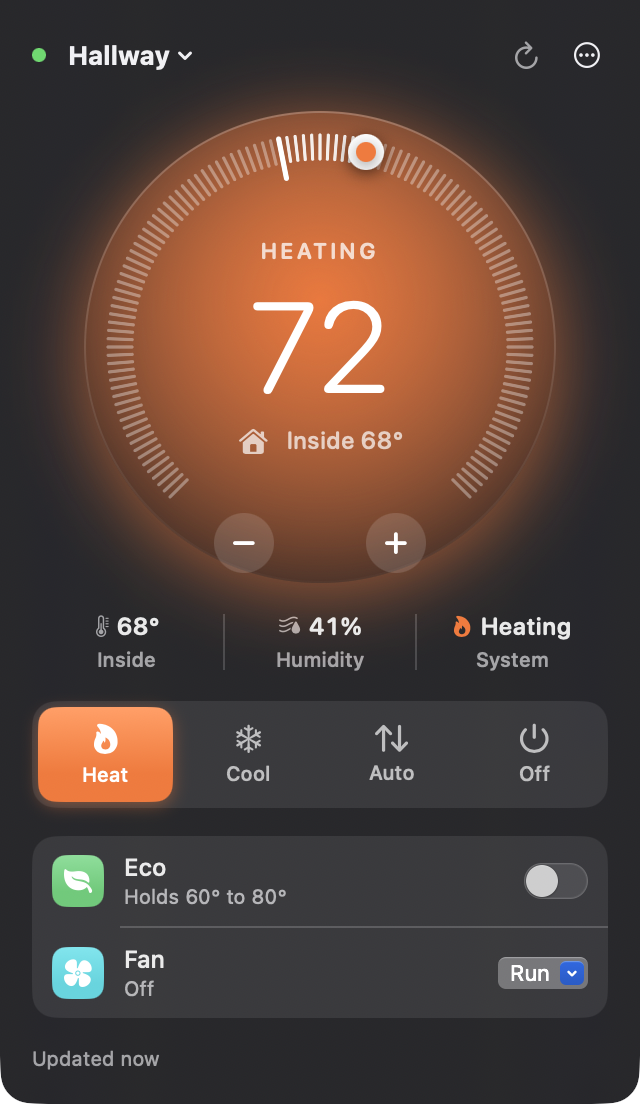 Hallway
HEATING
72
Inside 68°
68°
Inside
41%
Humidity
Heating
System
Heat
Cool
Auto
Off
Eco
Holds 60° to 80°
Fan
Off
Run
Updated now